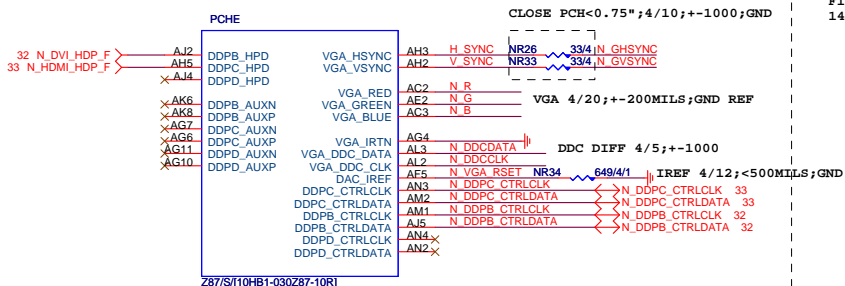 PCHE
CLOSE PCH<0.75";4/10;+-1000;GND
F1
14
32 N_DVI_HDP_F AJ2 DDPB_HPD
33 N_HDMI_HDP_F AH5 DDPC_HPD
AJ4 DDPD_HPD
AK6 DDPB_AUXN
AK8 DDPB_AUXP
AG7 DDPC_AUXN
AG6 DDPC_AUXP
AG11 DDPD_AUXN
AG10 DDPD_AUXP
VGA_HSYNC AH3 H_SYNC NR26 33/4 N_GHSYNC
VGA_VSYNC AH2 V_SYNC NR33 33/4 N_GVSYNC
VGA_RED AC2 N_R
VGA_GREEN AE2 N_G
VGA_BLUE AC3 N_B
VGA 4/20;+-200MILS;GND REF
VGA_IRTN AG4
VGA_DDC_DATA AL3 N_DDCDATA
VGA_DDC_CLK AL2 N_DDCCLK
DDC DIFF 4/5;+-1000
DAC_IREF AF5 N_VGA_RSET NR34 649/4/1
IREF 4/12;<500MILS;GND
DDPC_CTRLCLK AN3 N_DDPC_CTRLCLK N_DDPC_CTRLCLK 33
DDPC_CTRLDATA AM2 N_DDPC_CTRLDATA N_DDPC_CTRLDATA 33
DDPB_CTRLCLK AM1 N_DDPB_CTRLCLK N_DDPB_CTRLCLK 32
DDPB_CTRLDATA AJ5 N_DDPB_CTRLDATA N_DDPB_CTRLDATA 32
DDPD_CTRLCLK AN4
DDPD_CTRLDATA AN2
Z87/S/[10HB1-030Z87-10R]